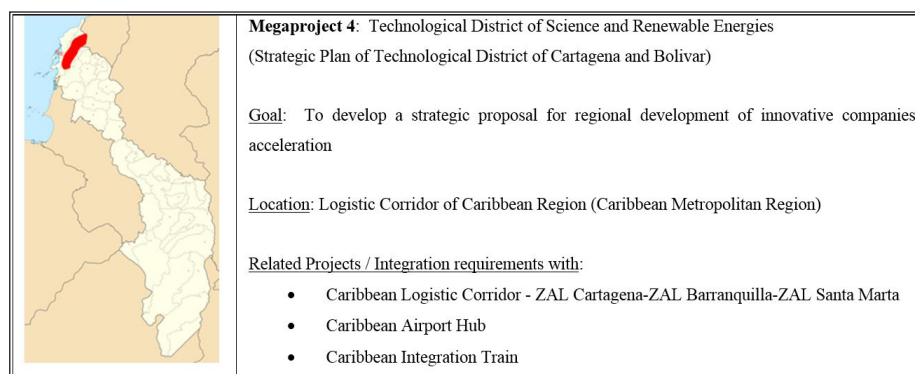 Megaproject 4: Technological District of Science and Renewable Energies
(Strategic Plan of Technological District of Cartagena and Bolivar)
Goal: To develop a strategic proposal for regional development of innovative companies
acceleration
Location: Logistic Corridor of Caribbean Region (Caribbean Metropolitan Region)
Related Projects / Integration requirements with:
• Caribbean Logistic Corridor - ZAL Cartagena-ZAL Barranquilla-ZAL Santa Marta
• Caribbean Airport Hub
• Caribbean Integration Train